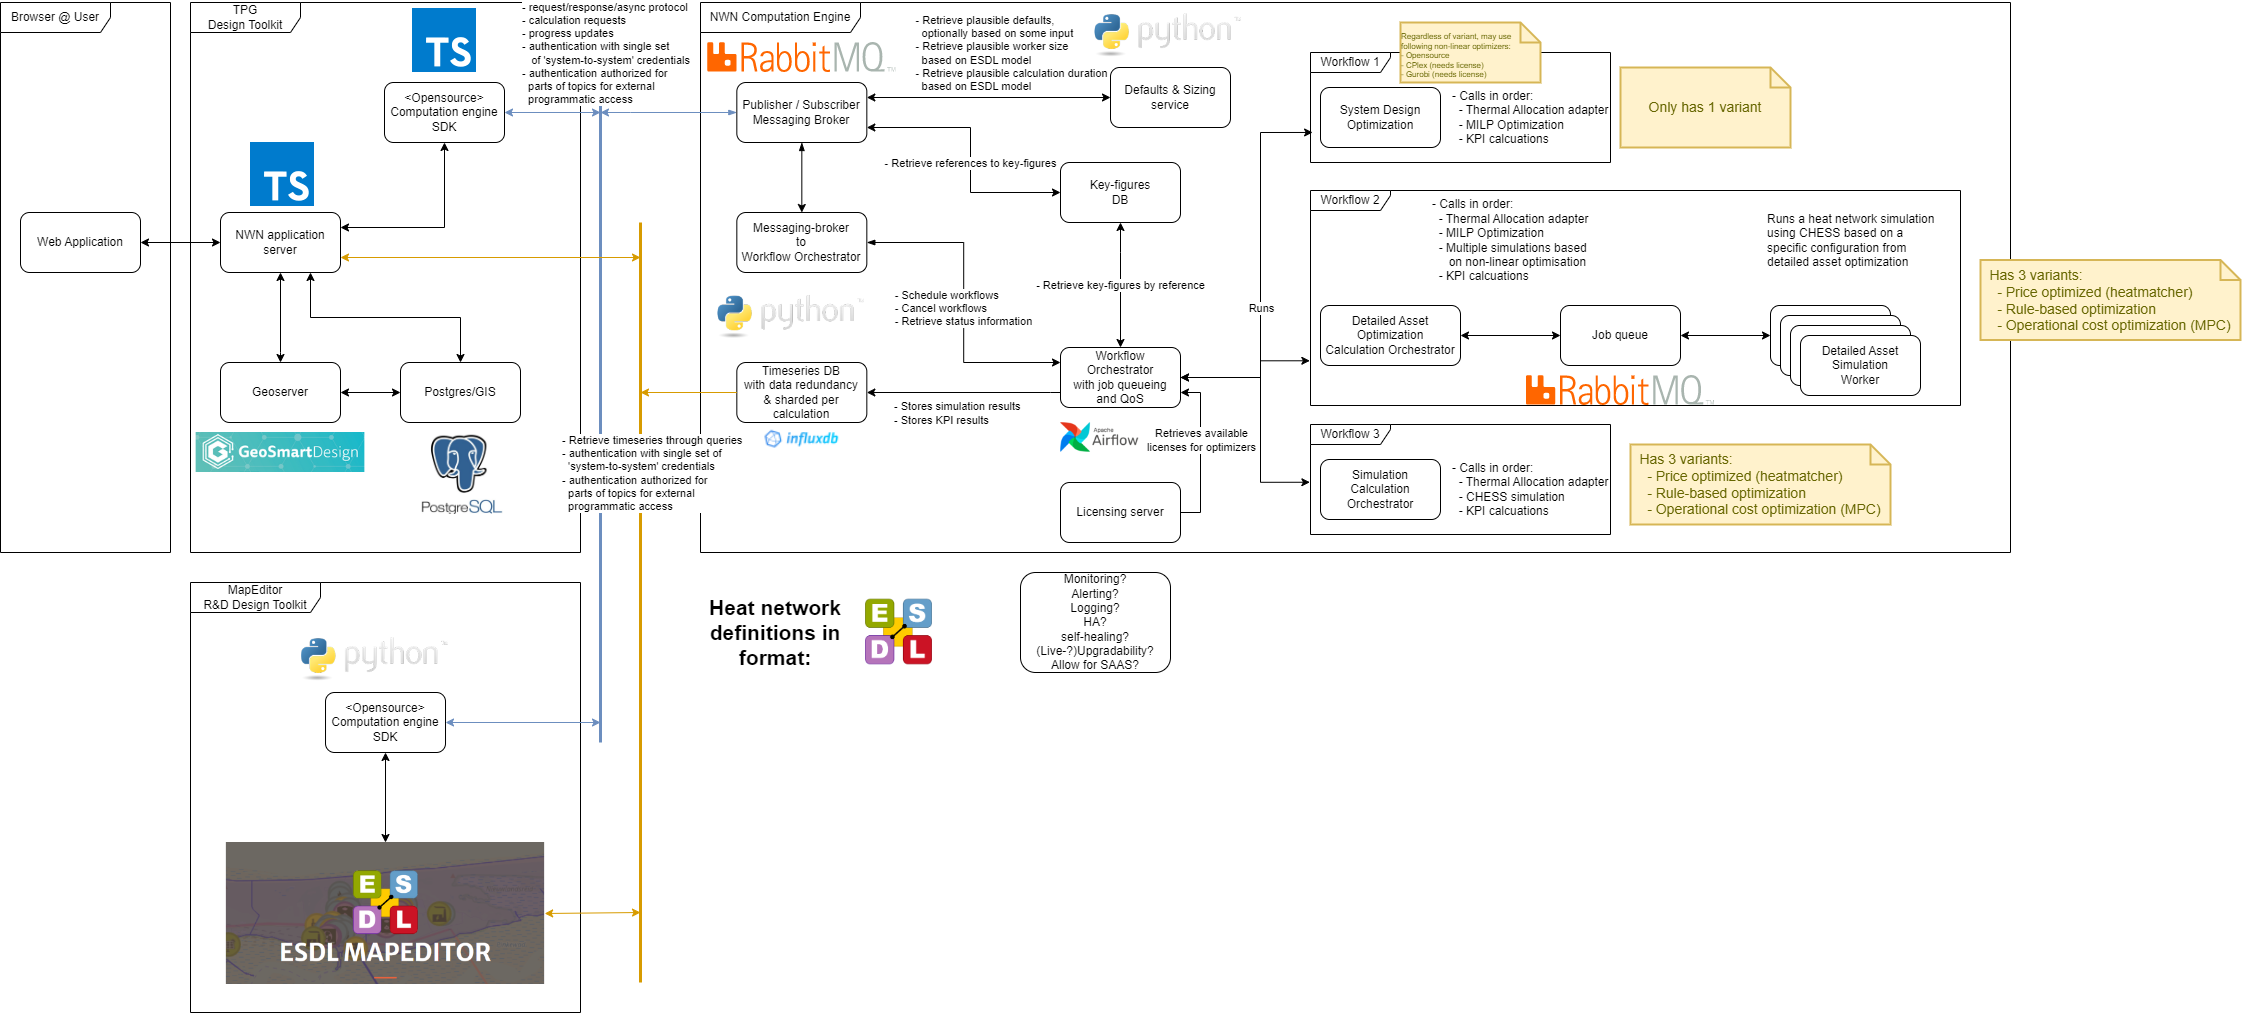 Browser @ User
Web Application
TPG
Design Toolkit
TS
<Opensource>
Computation engine
SDK
TS
NWN application
server
Geoserver
Postgres/GIS
GeoSmartDesign
PostgreSQL
- request/response/async protocol
- calculation requests
- progress updates
- authentication with single set
of 'system-to-system' credentials
- authentication authorized for
parts of topics for external
programmatic access
- Retrieve timeseries through queries
- authentication with single set of
'system-to-system' credentials
- authentication authorized for
parts of topics for external
programmatic access
NWN Computation Engine
RabbitMQ
Publisher / Subscriber
Messaging Broker
- Retrieve plausible defaults,
optionally based on some input
- Retrieve plausible worker size
based on ESDL model
- Retrieve plausible calculation duration
based on ESDL model
python
Defaults & Sizing
service
- Retrieve references to key-figures
Key-figures
DB
Messaging-broker
to
Workflow Orchestrator
- Retrieve key-figures by reference
- Schedule workflows
- Cancel workflows
- Retrieve status information
python
Timeseries DB
with data redundancy
& sharded per
calculation
influxdb
Workflow
Orchestrator
with job queueing
and QoS
- Stores simulation results
- Stores KPI results
Apache
Airflow
Retrieves available
licenses for optimizers
Licensing server
Runs
Workflow 1
Regardless of variant, may use
following non-linear optimizers:
- Opensource
- CPlex (needs license)
- Gurobi (needs license)
System Design
Optimization
- Calls in order:
- Thermal Allocation adapter
- MILP Optimization
- KPI calcuations
Only has 1 variant
Workflow 2
- Calls in order:
- Thermal Allocation adapter
- MILP Optimization
- Multiple simulations based
on non-linear optimisation
- KPI calcuations
Runs a heat network simulation
using CHESS based on a
specific configuration from
detailed asset optimization
Detailed Asset
Optimization
Calculation Orchestrator
Job queue
RabbitMQ
Detailed Asset
Simulation
Worker
Has 3 variants:
- Price optimized (heatmatcher)
- Rule-based optimization
- Operational cost optimization (MPC)
Workflow 3
Simulation
Calculation
Orchestrator
- Calls in order:
- Thermal Allocation adapter
- CHESS simulation
- KPI calcuations
Has 3 variants:
- Price optimized (heatmatcher)
- Rule-based optimization
- Operational cost optimization (MPC)
MapEditor
R&D Design Toolkit
python
<Opensource>
Computation engine
SDK
E S
D L
ESDL MAPEDITOR
Heat network
definitions in
format:
E S
D L
Monitoring?
Alerting?
Logging?
HA?
self-healing?
(Live-?)Upgradability?
Allow for SAAS?